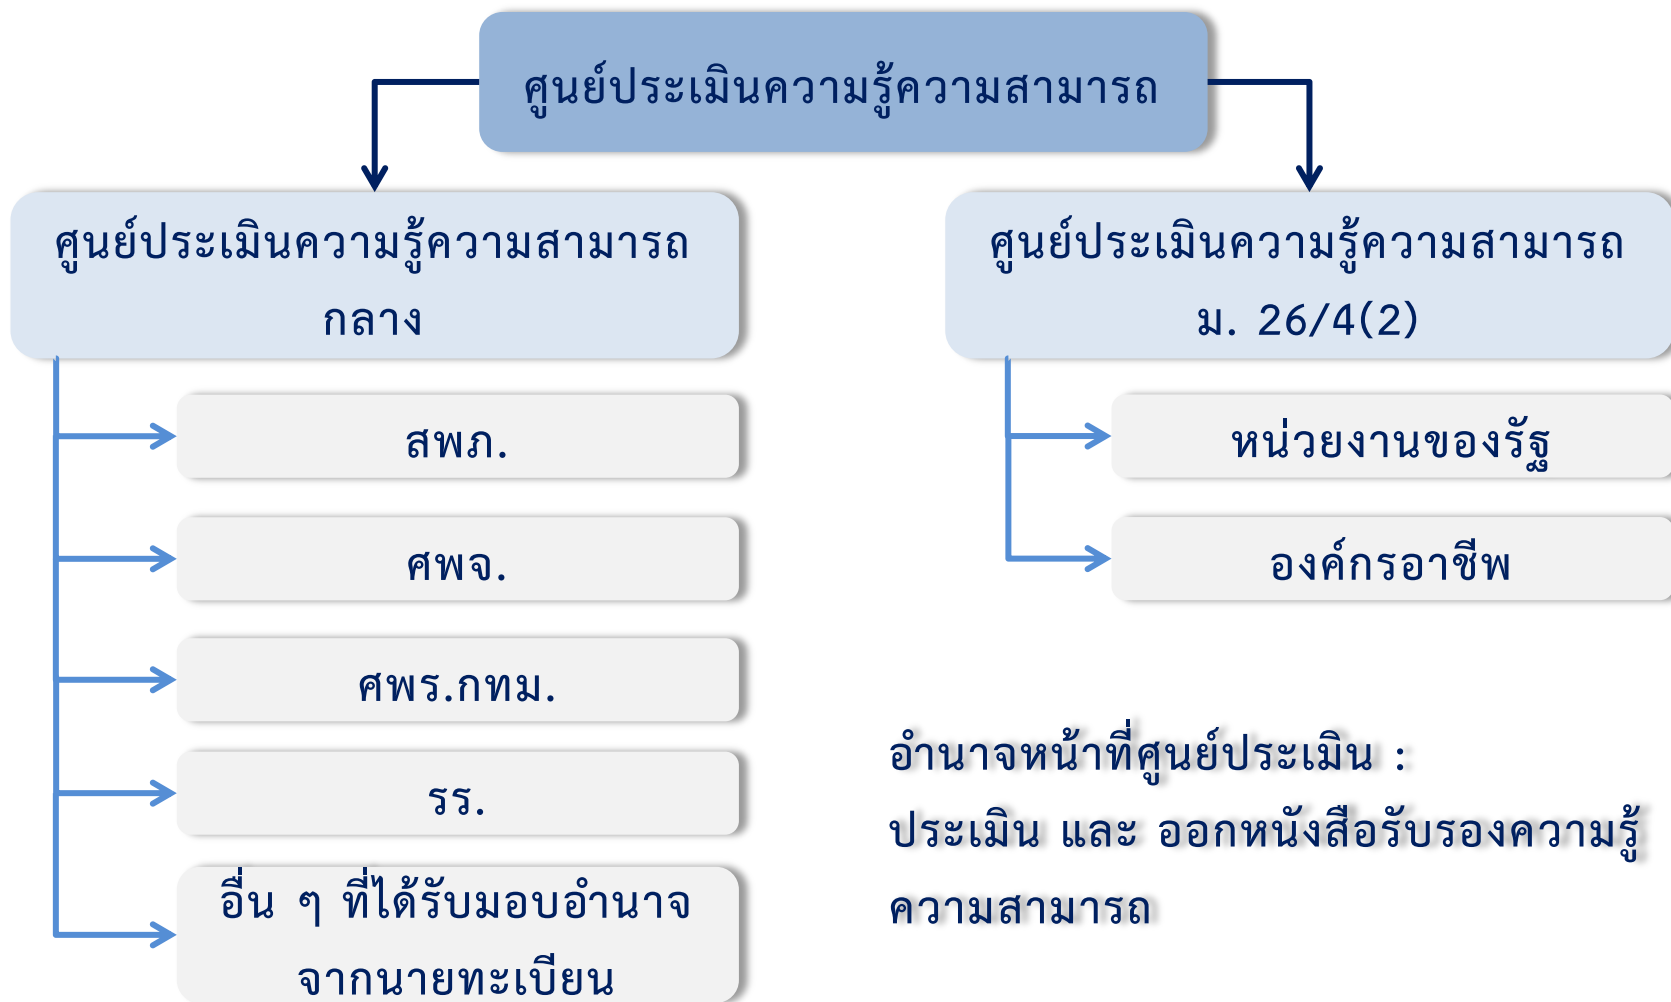 ศูนย์ประเมินความรู้ความสามารถ
ศูนย์ประเมินความรู้ความสามารถ
กลาง
สพภ.
ศพจ.
ศพร.กทม.
รร.
อื่น ๆ ที่ได้รับมอบอำนาจ
จากนายทะเบียน
ศูนย์ประเมินความรู้ความสามารถ
ม. 26/4(2)
หน่วยงานของรัฐ
องค์กรอาชีพ
อำนาจหน้าที่ศูนย์ประเมิน :
ประเมิน และ ออกหนังสือรับรองความรู้
ความสามารถ